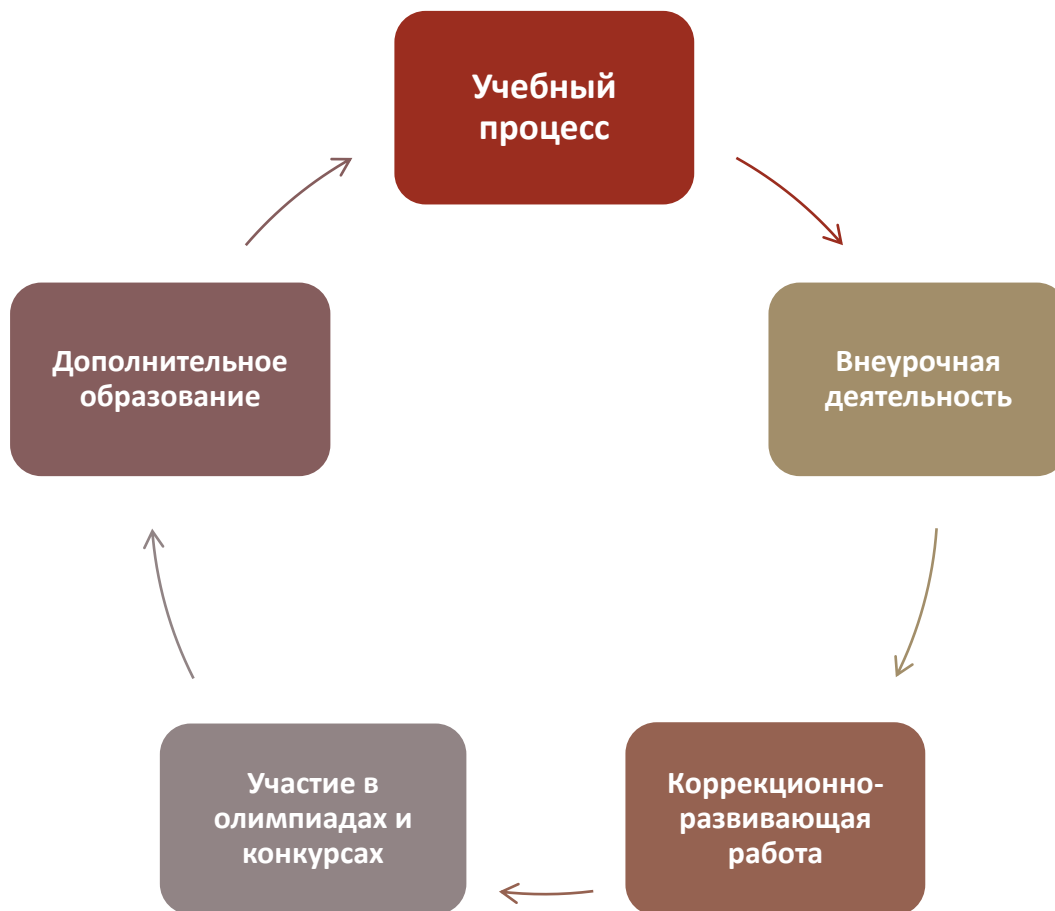 Учебный
процесс
Внеурочная
деятельность
Коррекционно-
развивающая
работа
Участие в
олимпиадах и
конкурсах
Дополнительное
образование